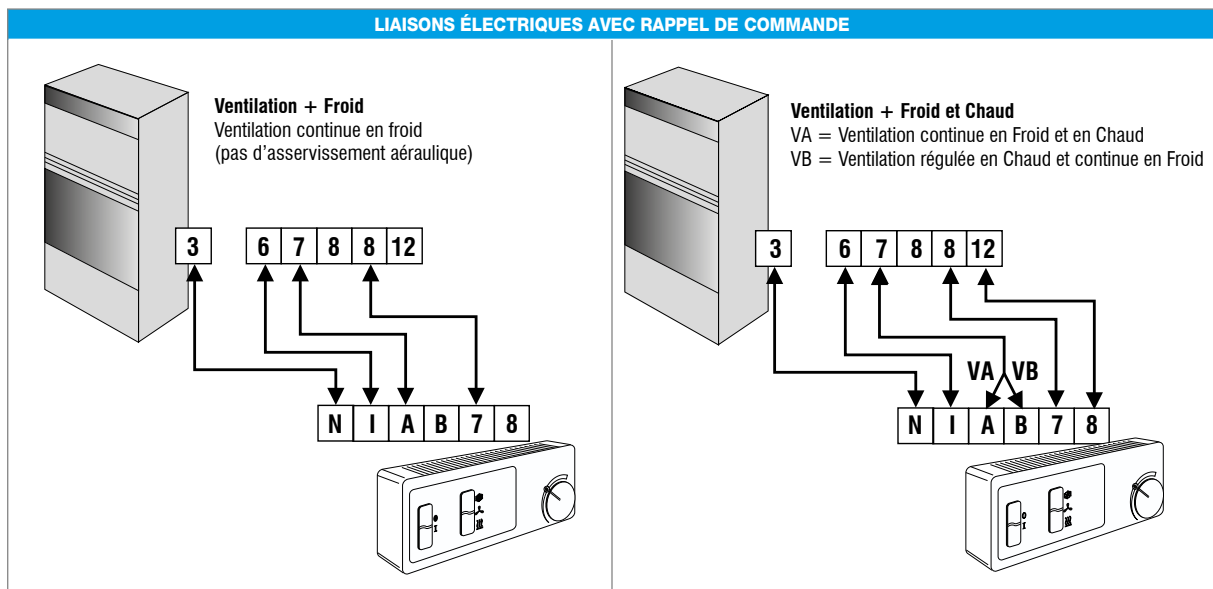 LIAISONS ÉLECTRIQUES AVEC RAPPEL DE COMMANDE
Ventilation + Froid
Ventilation continue en froid
(pas d'asservissement aéraulique)
3 6 7 8 8 12
N I A B 7 8
I
Ventilation + Froid et Chaud
VA = Ventilation continue en Froid et en Chaud
VB = Ventilation régulée en Chaud et continue en Froid
3 6 7 8 8 12
VA VB
N I A B 7 8
O
I